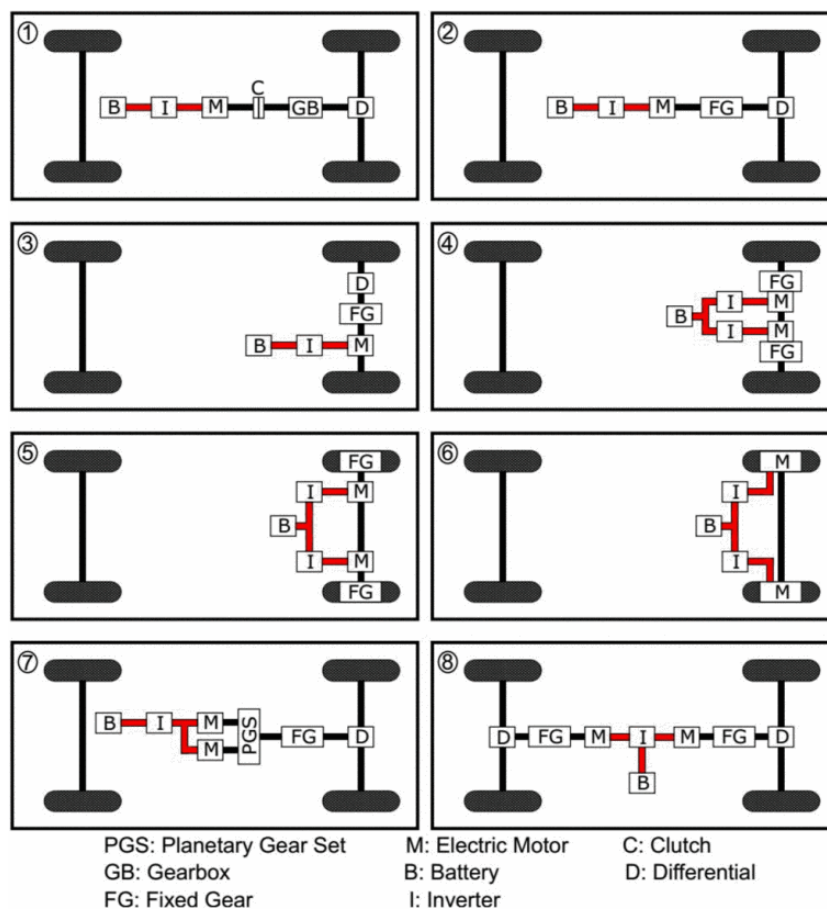 ① ②
C
B I M GB D B I M FG D
③ ④
D FG
FG I M
B
B I M I M
FG
⑤ ⑥
FG M
I M I
B B
I M I
FG M
⑦ ⑧
B I M
PGS FG D D FG M I M FG D
M
B
PGS: Planetary Gear Set M: Electric Motor C: Clutch
GB: Gearbox B: Battery D: Differential
FG: Fixed Gear I: Inverter